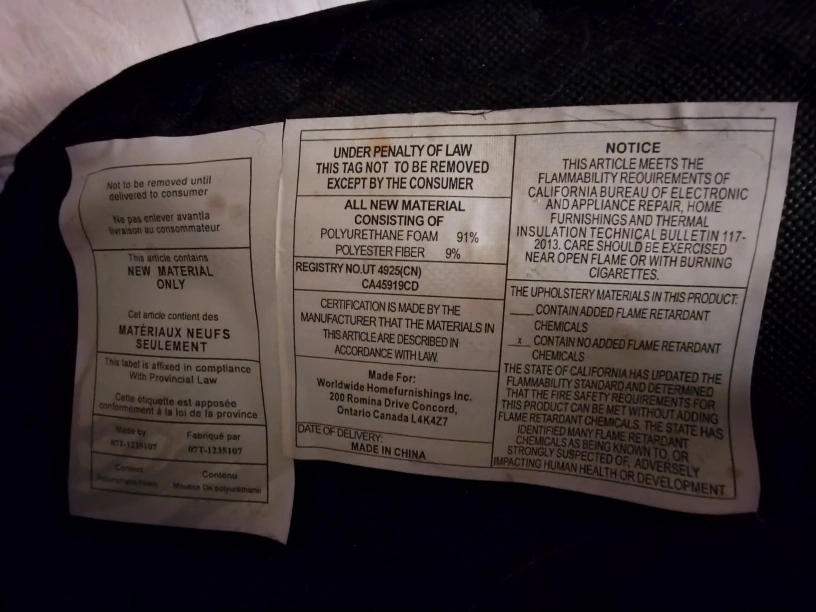 Not to be removed until
delivered to consumer
Ne pas enlever avantla
livraison au consommateur
This article contains
NEW MATERIAL
ONLY
Cet article contient des
MATÉRIAUX NEUFS
SEULEMENT
This label is affixed in compliance
With Provincial Law
Cette étiquette est apposée
conformément à la loi de la province
Made by
07T-1235107
Fabriqué par
07T-1235107
Content
Contenu
Mousse De polyuréthane
UNDER PENALTY OF LAW
THIS TAG NOT TO BE REMOVED
EXCEPT BY THE CONSUMER
ALL NEW MATERIAL
CONSISTING OF
POLYURETHANE FOAM 91%
POLYESTER FIBER 9%
REGISTRY NO.UT 4925(CN)
CA45919CD
CERTIFICATION IS MADE BY THE
MANUFACTURER THAT THE MATERIALS IN
THIS ARTICLE ARE DESCRIBED IN
ACCORDANCE WITH LAW.
Made For:
Worldwide Homefurnishings Inc.
200 Romina Drive Concord,
Ontario Canada L4K4Z7
DATE OF DELIVERY:
MADE IN CHINA
NOTICE
THIS ARTICLE MEETS THE
FLAMMABILITY REQUIREMENTS OF
CALIFORNIA BUREAU OF ELECTRONIC
AND APPLIANCE REPAIR, HOME
FURNISHINGS AND THERMAL
INSULATION TECHNICAL BULLETIN 117-
2013. CARE SHOULD BE EXERCISED
NEAR OPEN FLAME OR WITH BURNING
CIGARETTES.
THE UPHOLSTERY MATERIALS IN THIS PRODUCT:
___ CONTAIN ADDED FLAME RETARDANT
CHEMICALS
_x_ CONTAIN NO ADDED FLAME RETARDANT
CHEMICALS
THE STATE OF CALIFORNIA HAS UPDATED THE
FLAMMABILITY STANDARD AND DETERMINED
THAT THE FIRE SAFETY REQUIREMENTS FOR
THIS PRODUCT CAN BE MET WITHOUT ADDING
FLAME RETARDANT CHEMICALS. THE STATE HAS
IDENTIFIED MANY FLAME RETARDANT
CHEMICALS AS BEING KNOWN TO, OR
STRONGLY SUSPECTED OF, ADVERSELY
IMPACTING HUMAN HEALTH OR DEVELOPMENT